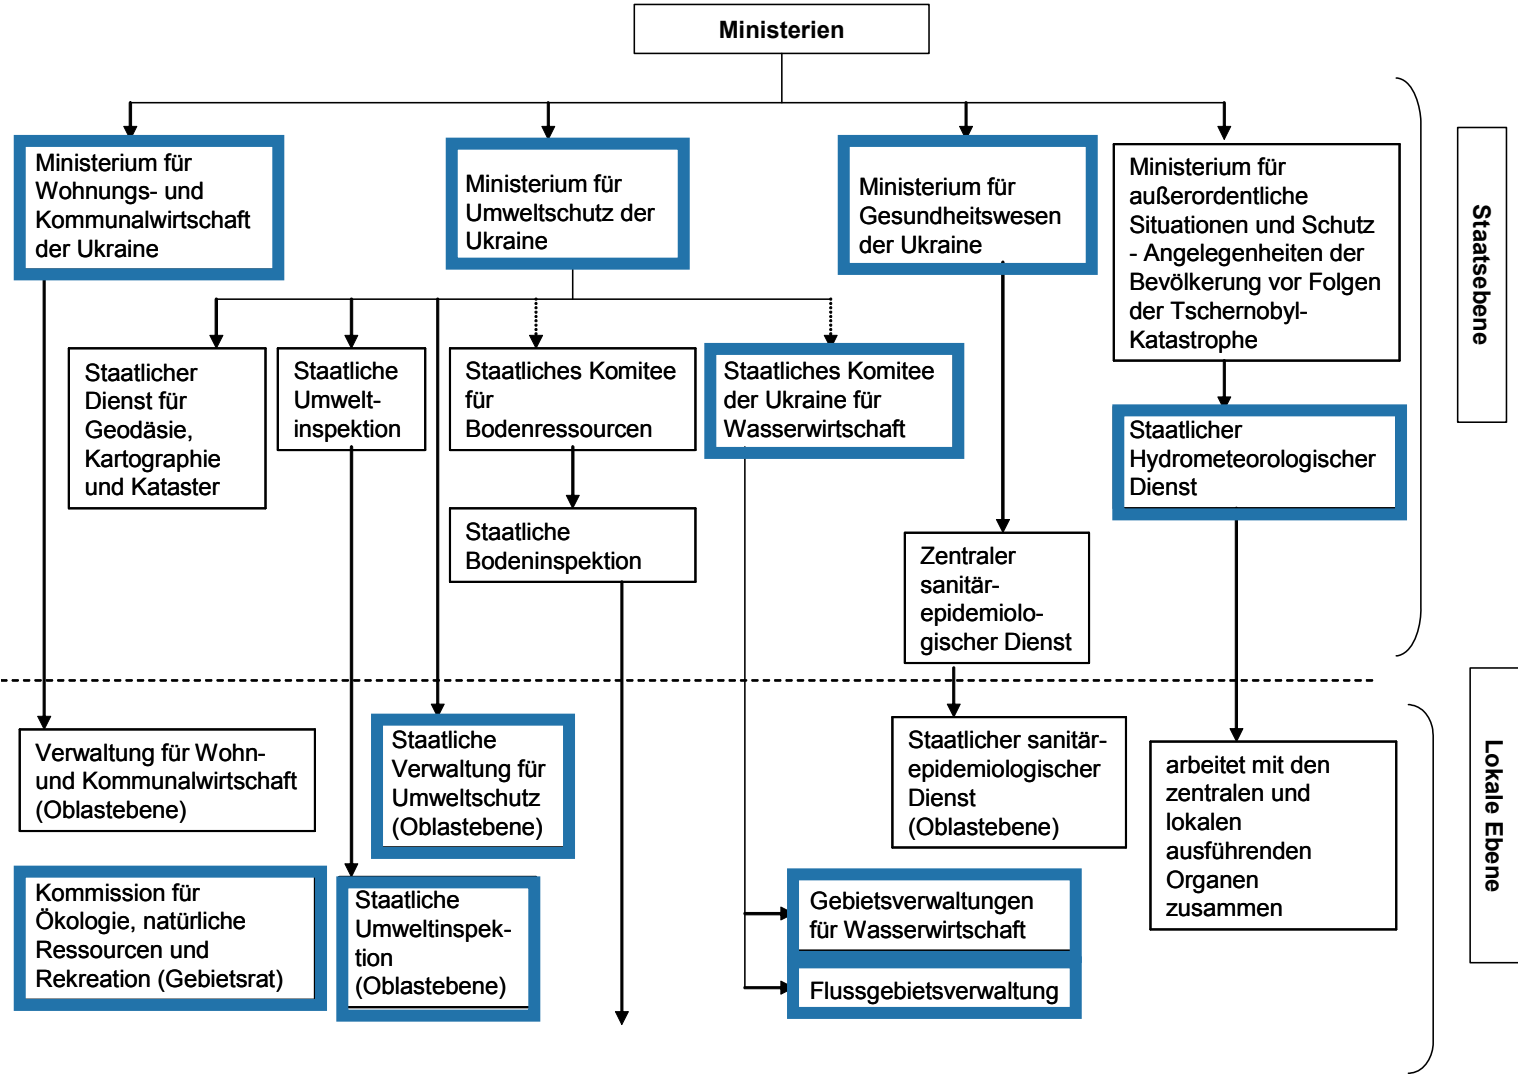 Ministerien
Ministerium für
Wohnungs- und
Kommunalwirtschaft
der Ukraine
Ministerium für
Umweltschutz der
Ukraine
Ministerium für
Gesundheitswesen
der Ukraine
Ministerium für
außerordentliche
Situationen und Schutz
- Angelegenheiten der
Bevölkerung vor Folgen
der Tschernobyl-
Katastrophe
Staatsebene
Staatlicher
Dienst für
Geodäsie,
Kartographie
und Kataster
Staatliche
Umwelt-
inspektion
Staatliches Komitee
für
Bodenressourcen
Staatliches Komitee
der Ukraine für
Wasserwirtschaft
Staatlicher
Hydrometeorologischer
Dienst
Staatliche
Bodeninspektion
Zentraler
sanitär-
epidemiolo-
gischer Dienst
Verwaltung für Wohn-
und Kommunalwirtschaft
(Oblastebene)
Staatliche
Verwaltung für
Umweltschutz
(Oblastebene)
Staatlicher sanitär-
epidemiologischer
Dienst
(Oblastebene)
arbeitet mit den
zentralen und
lokalen
ausführenden
Organen
zusammen
Lokale Ebene
Kommission für
Ökologie, natürliche
Ressourcen und
Rekreation (Gebietsrat)
Staatliche
Umweltinspek-
tion
(Oblastebene)
Gebietsverwaltungen
für Wasserwirtschaft
Flussgebietsverwaltung